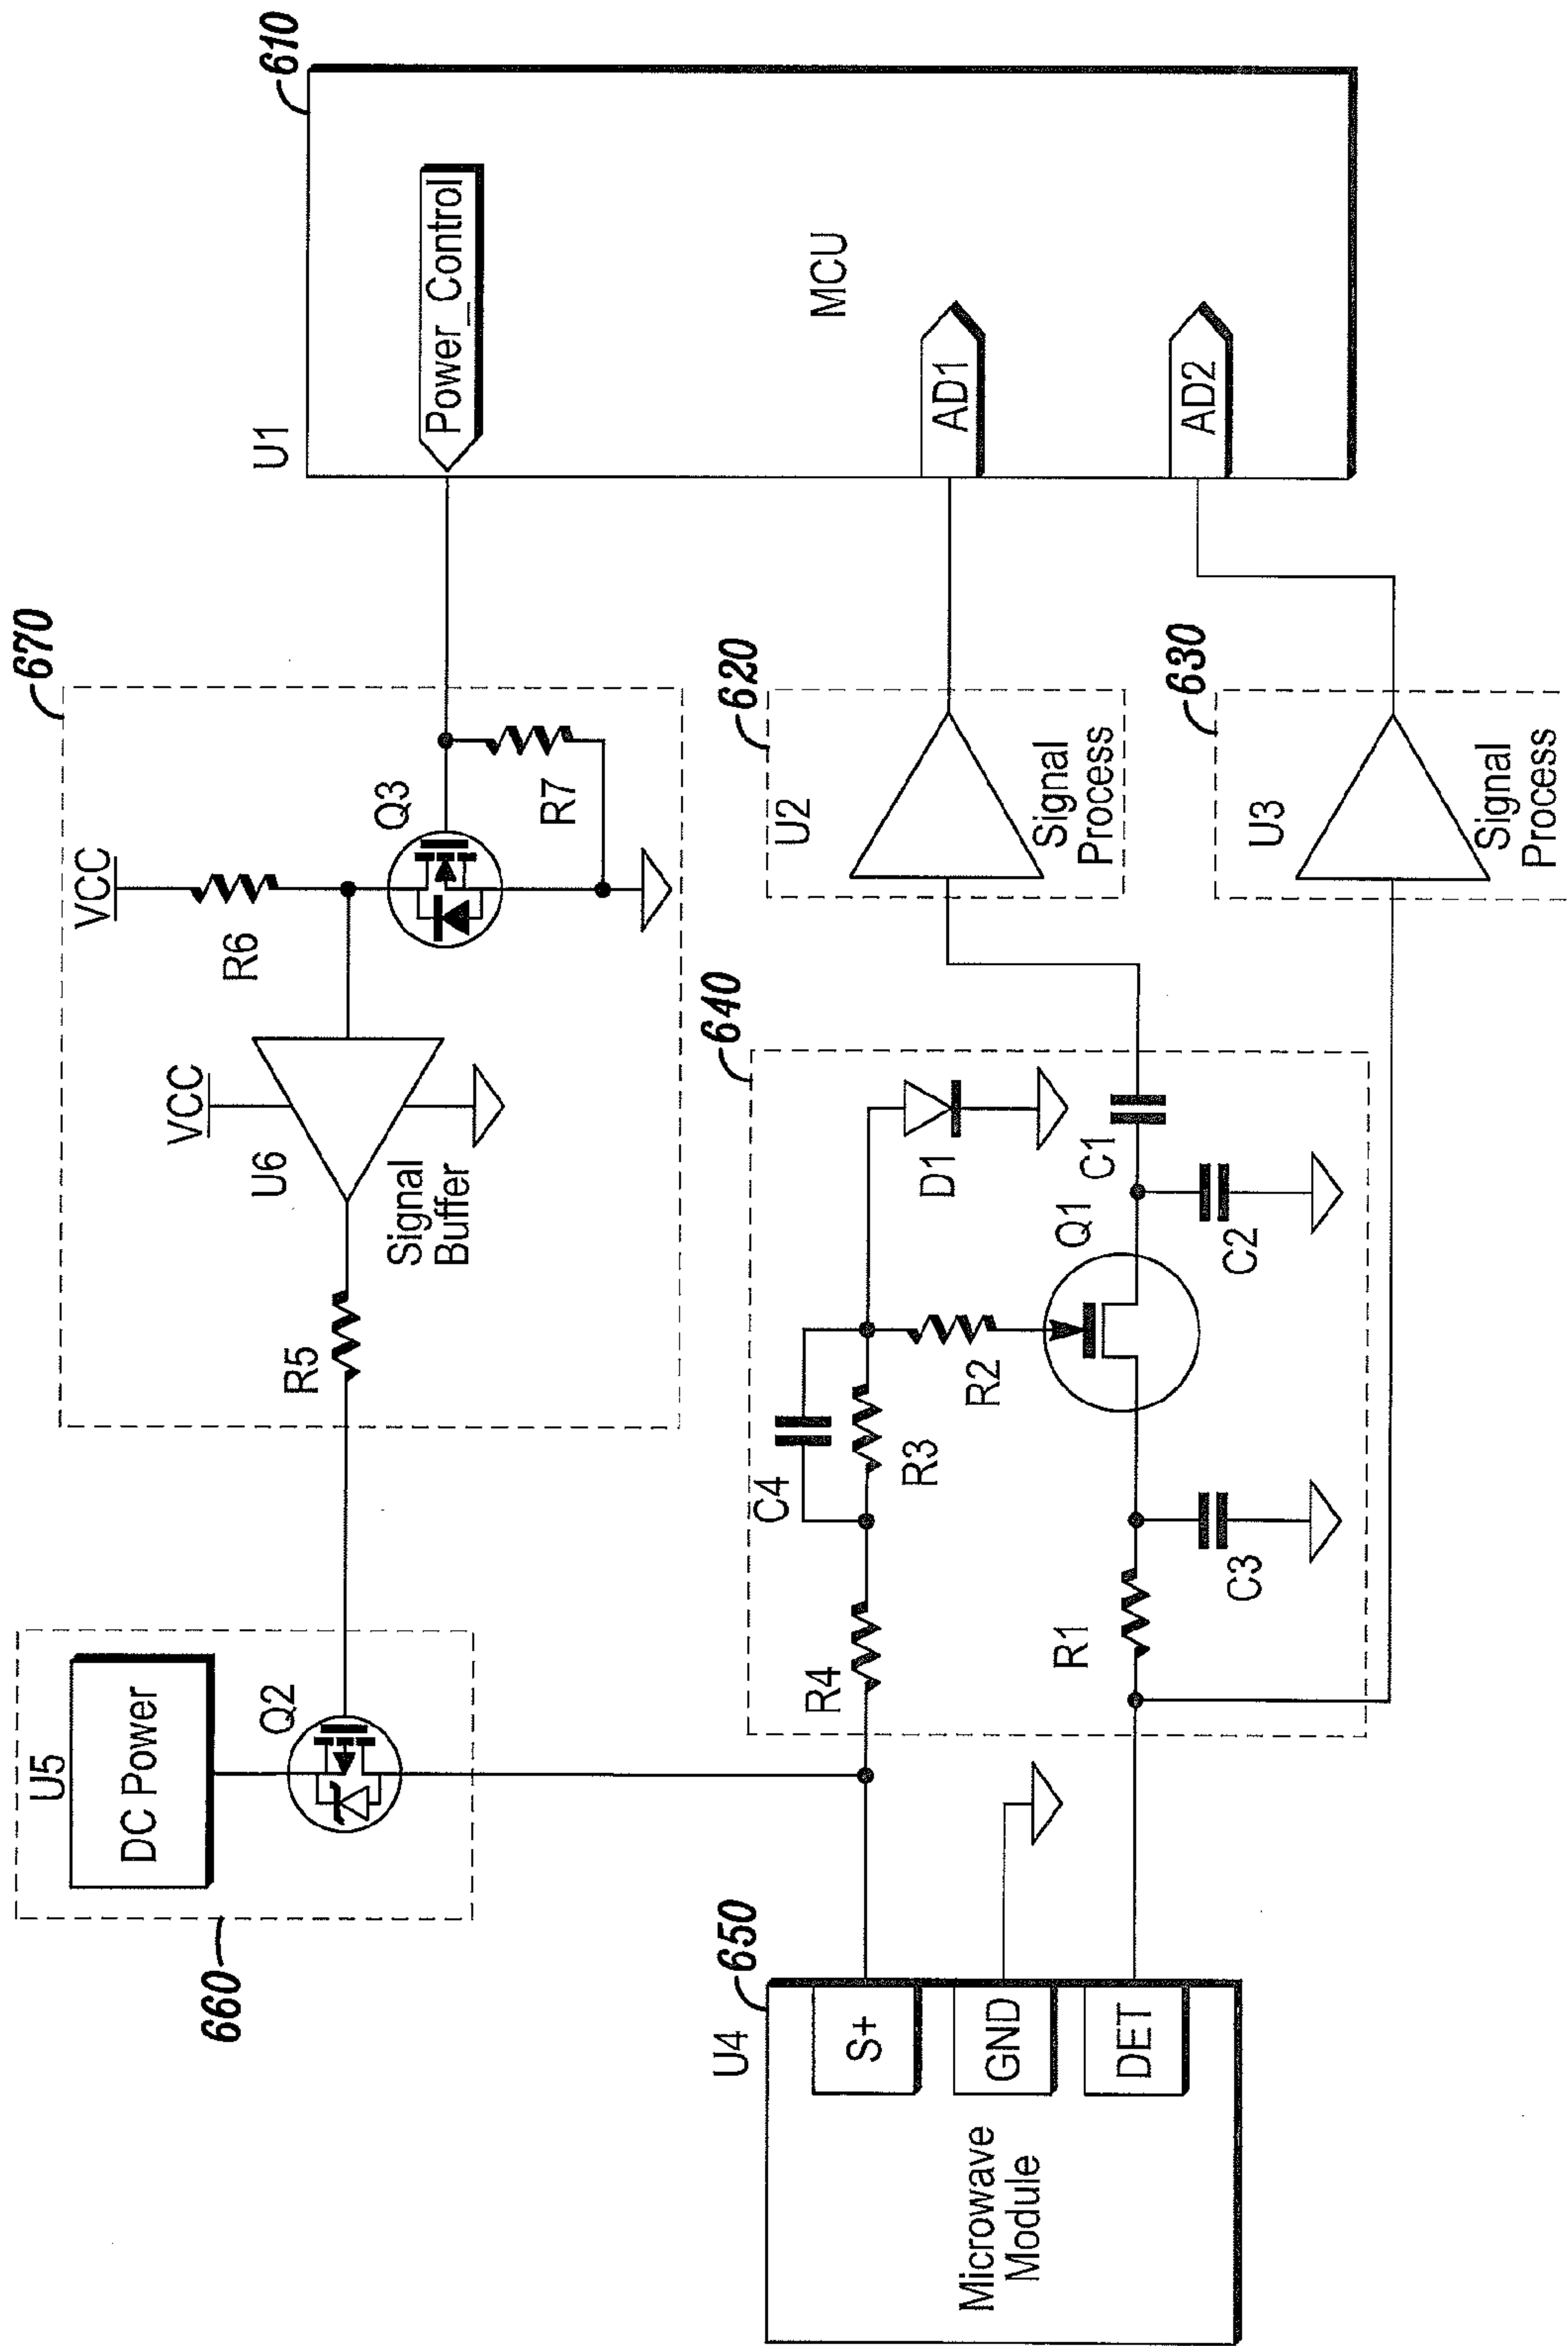 610
U1
Power_Control
MCU
AD1
AD2
670
VCC
R6
Q3
R7
VCC
U6
Signal
Buffer
R5
620
U2
Signal
Process
630
U3
Signal
Process
640
C4
R3
R4
R2
D1
Q1
C1
C2
C3
R1
660
U5
DC Power
Q2
650
U4
S+
GND
DET
Microwave
Module